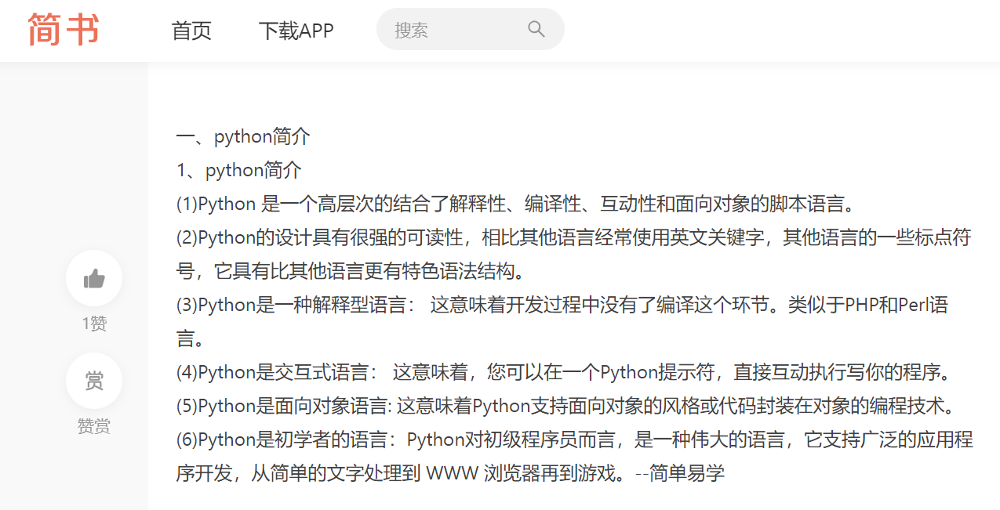 简书
首页
下载APP
搜索
一、python简介
1、python简介
(1)Python 是一个高层次的结合了解释性、编译性、互动性和面向对象的脚本语言。
(2)Python的设计具有很强的可读性，相比其他语言经常使用英文关键字，其他语言的一些标点符
号，它具有比其他语言更有特色语法结构。
(3)Python是一种解释型语言： 这意味着开发过程中没有了编译这个环节。类似于PHP和Perl语
言。
(4)Python是交互式语言： 这意味着，您可以在一个Python提示符，直接互动执行写你的程序。
(5)Python是面向对象语言: 这意味着Python支持面向对象的风格或代码封装在对象的编程技术。
(6)Python是初学者的语言：Python对初级程序员而言，是一种伟大的语言，它支持广泛的应用程
序开发，从简单的文字处理到 WWW 浏览器再到游戏。--简单易学
1赞
赏
赞赏